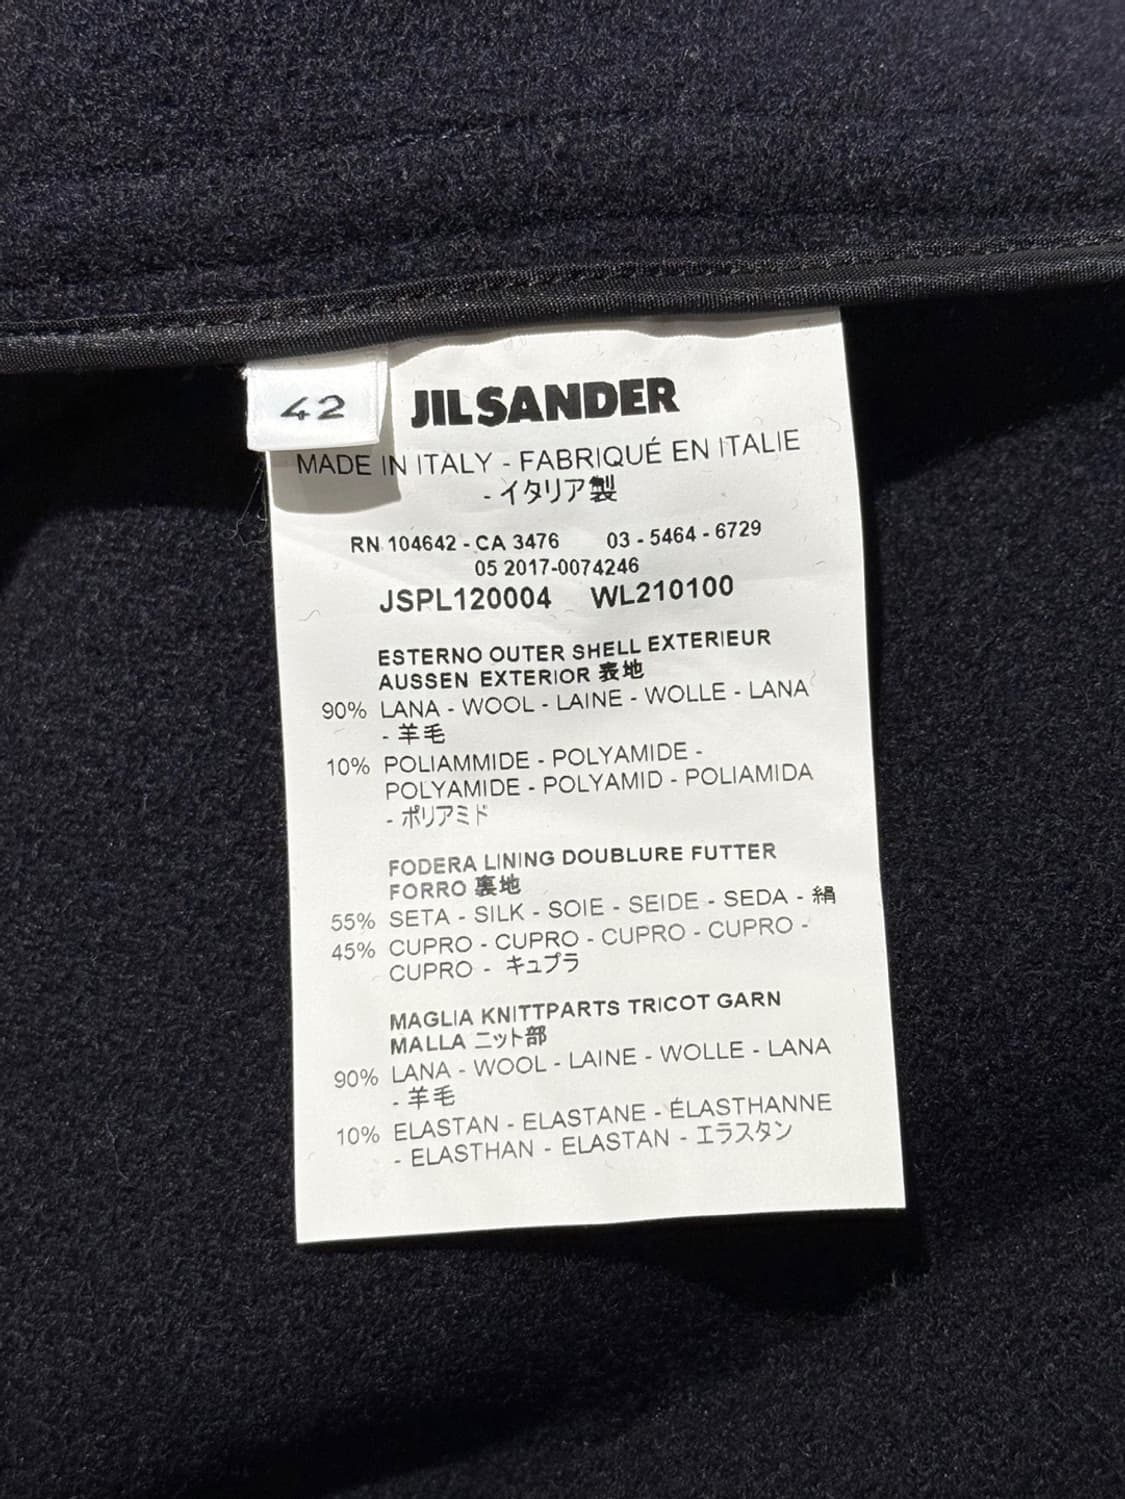 42
JIL SANDER
MADE IN ITALY - FABRIQUÉ EN ITALIE
- イタリア製
RN 104642 - CA 3476 03 - 5464 - 6729
05 2017-0074246
JSPL120004 WL210100
ESTERNO OUTER SHELL EXTERIEUR
AUSSEN EXTERIOR 表地
90% LANA - WOOL - LAINE - WOLLE - LANA
- 羊毛
10% POLIAMMIDE - POLYAMIDE -
POLYAMIDE - POLYAMID - POLIAMIDA
- ポリアミド
FODERA LINING DOUBLURE FUTTER
FORRO 裏地
55% SETA - SILK - SOIE - SEIDE - SEDA - 絹
45% CUPRO - CUPRO - CUPRO - CUPRO -
CUPRO - キュプラ
MAGLIA KNITTPARTS TRICOT GARN
MALLA ニット部
90% LANA - WOOL - LAINE - WOLLE - LANA
- 羊毛
10% ELASTAN - ELASTANE - ÉLASTHANNE
- ELASTHAN - ELASTAN - エラスタン